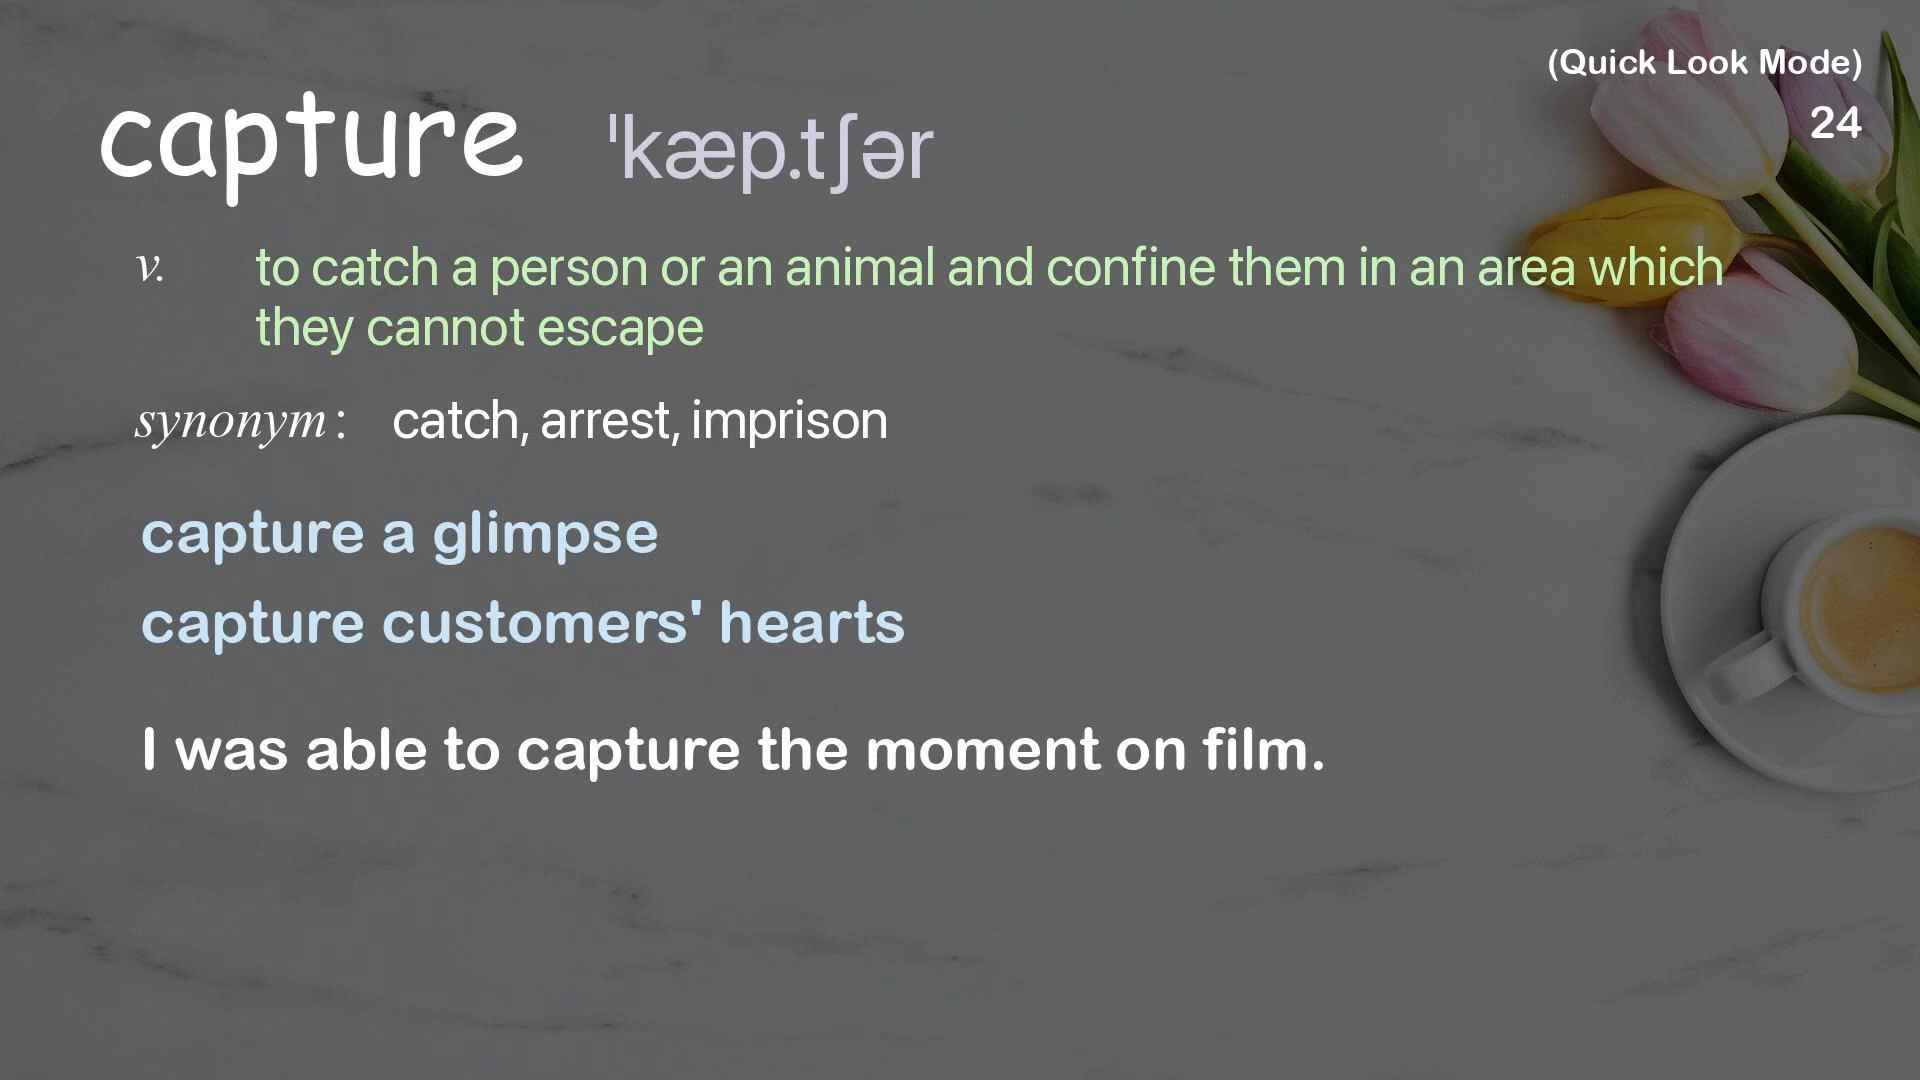 (Quick Look Mode)
24
capture ˈkæp.tʃər
v. to catch a person or an animal and confine them in an area which
they cannot escape
synonym: catch, arrest, imprison
capture a glimpse
capture customers' hearts
I was able to capture the moment on film.